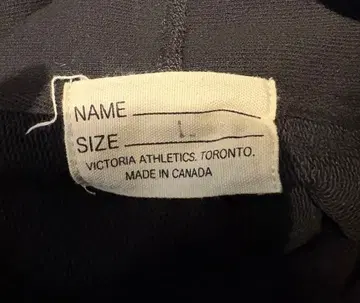 NAME
SIZE L
VICTORIA ATHLETICS. TORONTO.
MADE IN CANADA